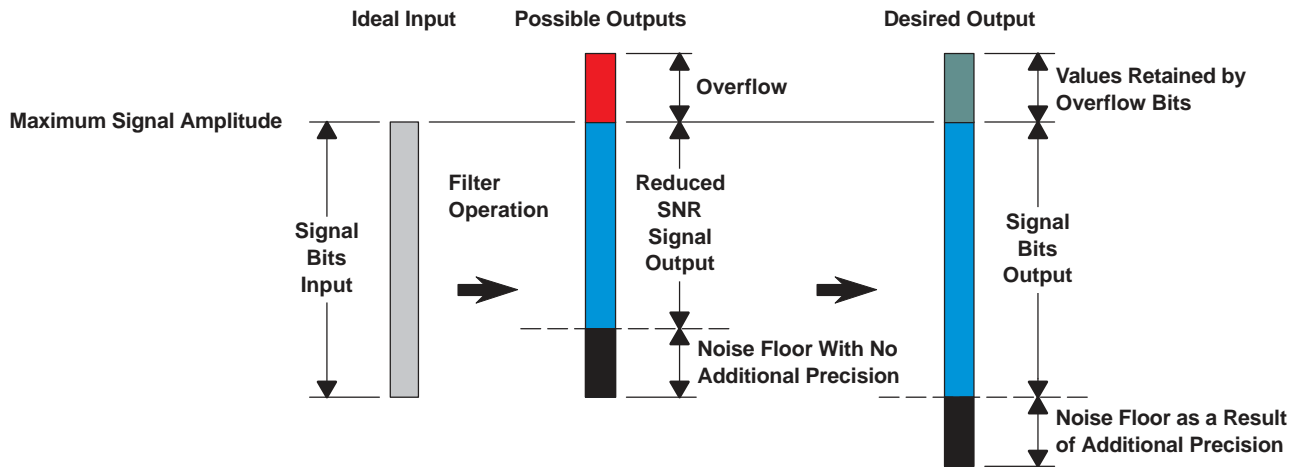 Ideal Input
Possible Outputs
Desired Output
Maximum Signal Amplitude
Signal
Bits
Input
Filter
Operation
Overflow
Reduced
SNR
Signal
Output
Noise Floor With No
Additional Precision
Values Retained by
Overflow Bits
Signal
Bits
Output
Noise Floor as a Result
of Additional Precision